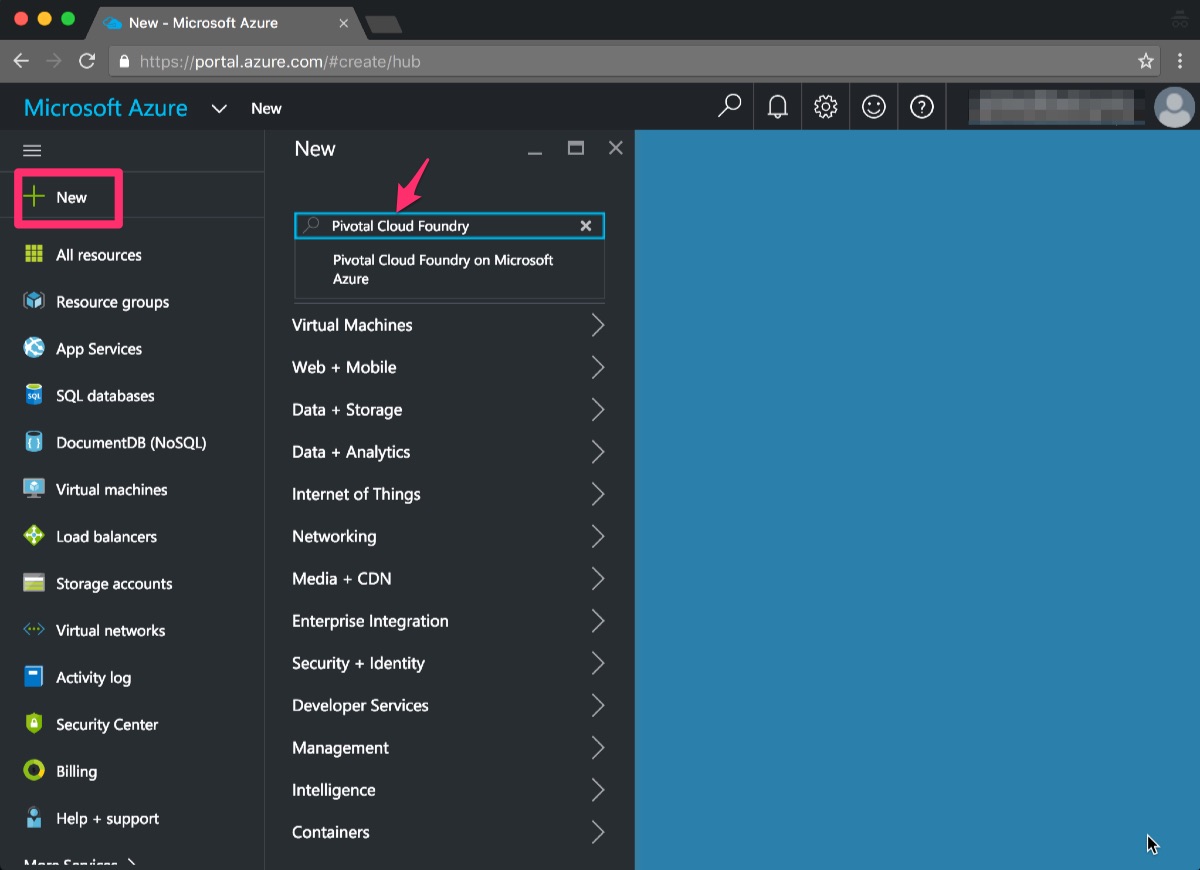 New - Microsoft Azure
https://portal.azure.com/#create/hub
Microsoft Azure
New
New
New
All resources
Resource groups
App Services
SQL
SQL databases
DocumentDB (NoSQL)
Virtual machines
Load balancers
Storage accounts
Virtual networks
Activity log
Security Center
Billing
Help + support
More Services
Pivotal Cloud Foundry
Pivotal Cloud Foundry on Microsoft
Azure
Virtual Machines
Web + Mobile
Data + Storage
Data + Analytics
Internet of Things
Networking
Media + CDN
Enterprise Integration
Security + Identity
Developer Services
Management
Intelligence
Containers